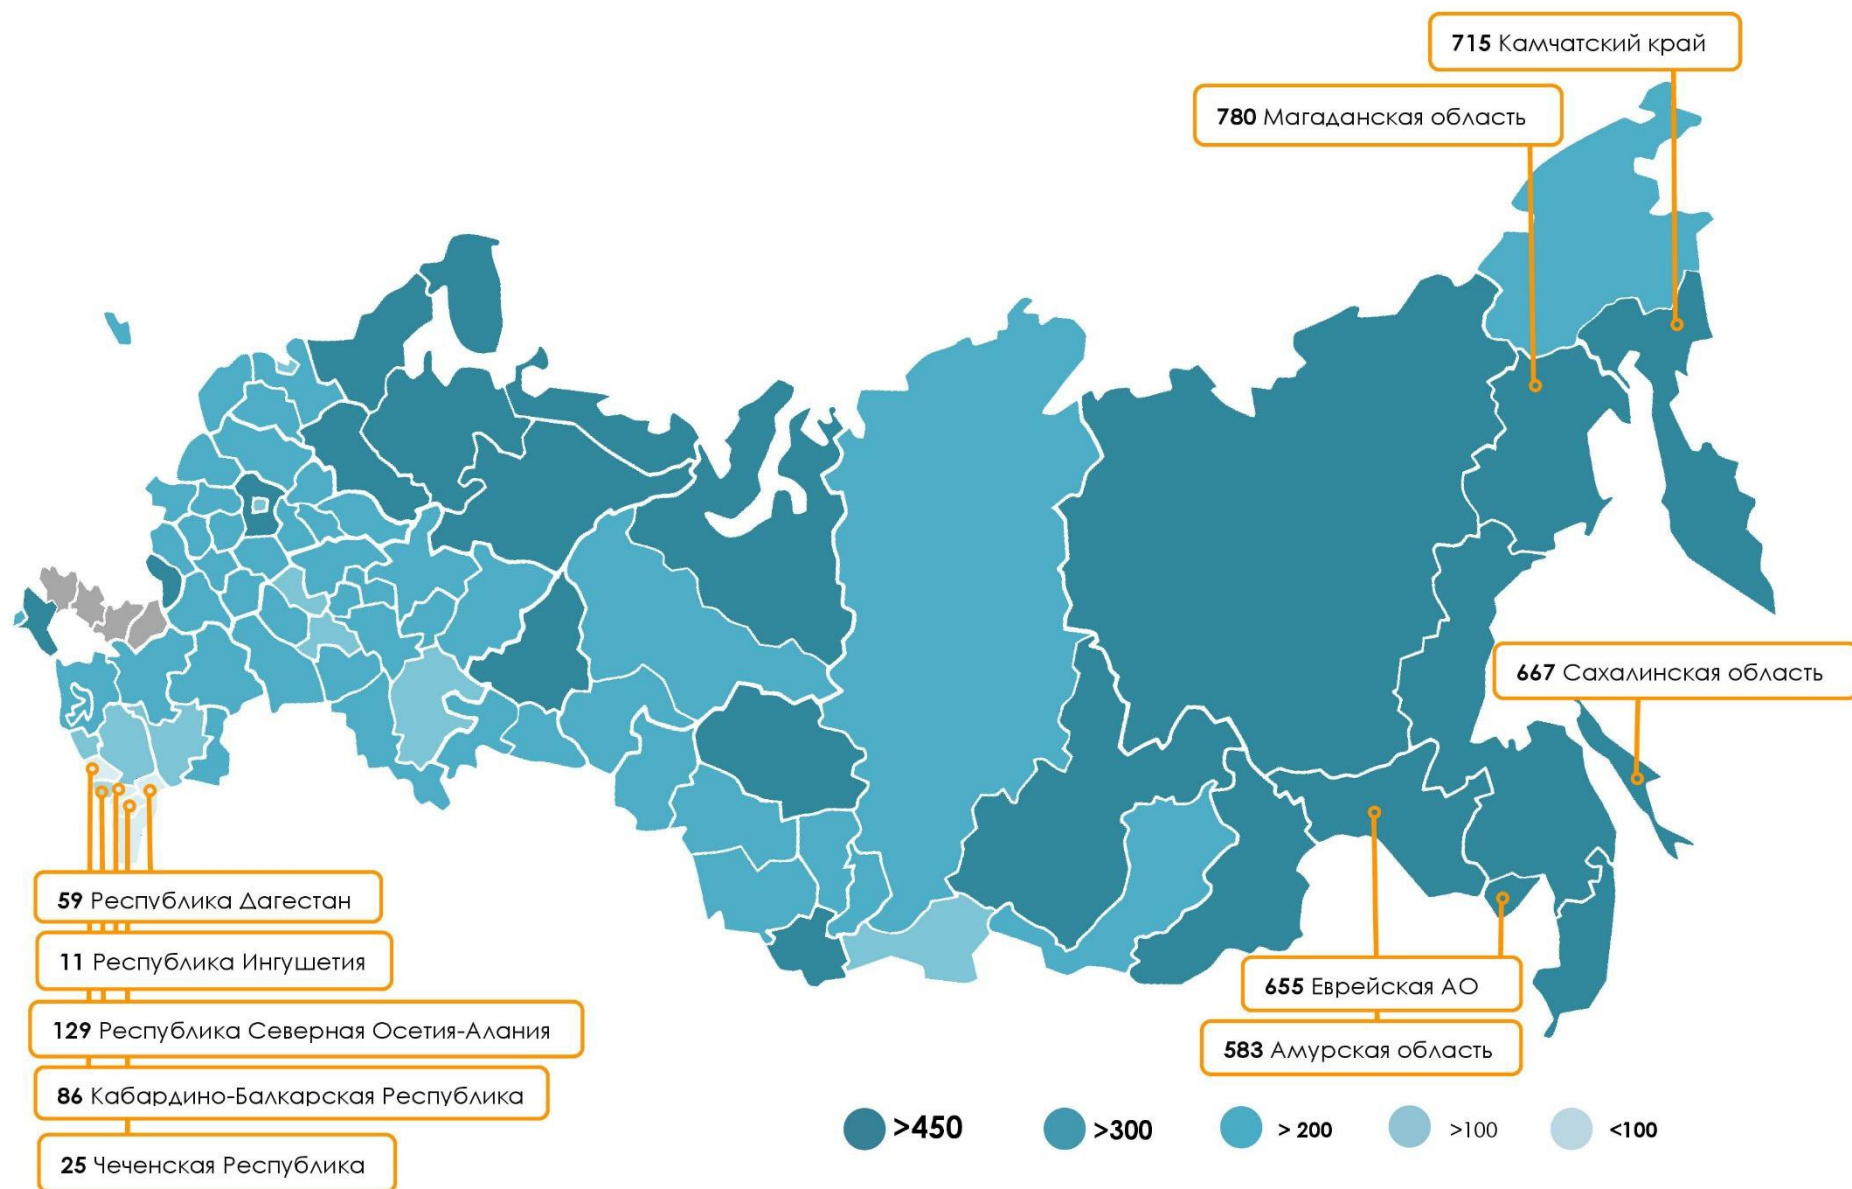 715 Камчатский край
780 Магаданская область
667 Сахалинская область
59 Республика Дагестан
11 Республика Ингушетия
129 Республика Северная Осетия-Алания
86 Кабардино-Балкарская Республика
25 Чеченская Республика
655 Еврейская АО
583 Амурская область
>450
>300
> 200
>100
<100